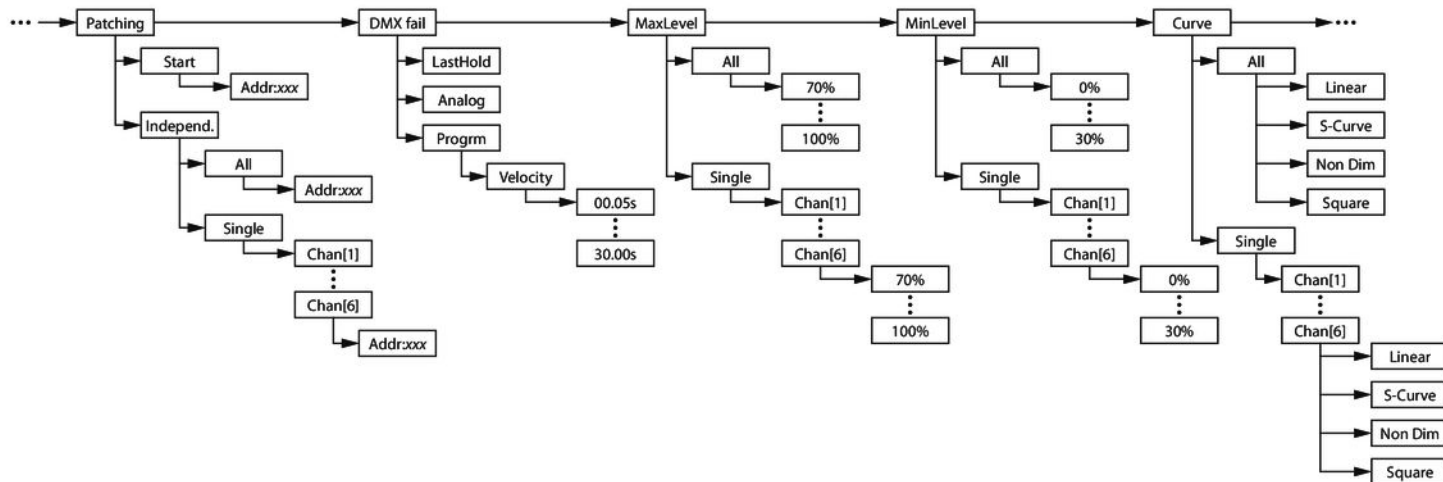 Patching
DMX fail
MaxLevel
MinLevel
Curve
Start
Addr:xxx
Independ.
All
Addr:xxx
Single
Chan[1]
Chan[6]
Addr:xxx
LastHold
Analog
Progrm
Velocity
00.05s
30.00s
All
70%
100%
Single
Chan[1]
Chan[6]
70%
100%
All
0%
30%
Single
Chan[1]
Chan[6]
0%
30%
All
Linear
S-Curve
Non Dim
Square
Single
Chan[1]
Chan[6]
Linear
S-Curve
Non Dim
Square